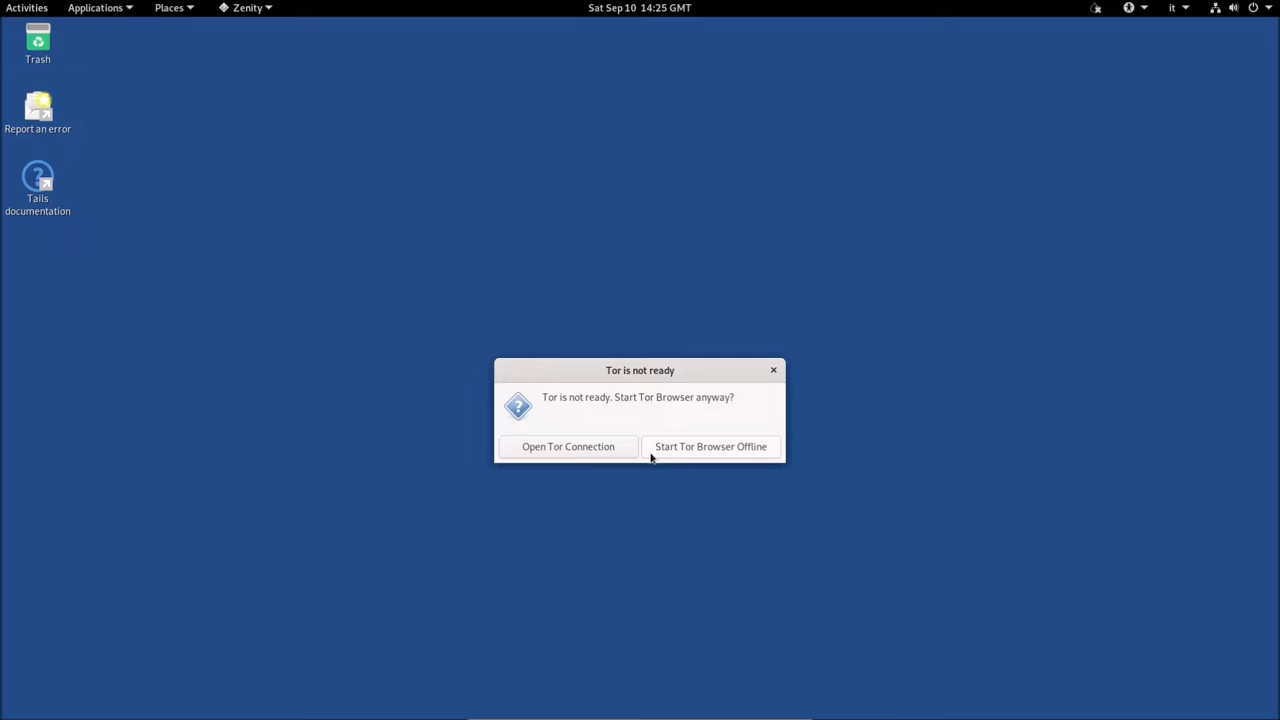 Activities Applications Places Zenity Sat Sep 10 14:25 GMT it
Trash
Report an error
Tails
documentation
Tor is not ready
Tor is not ready. Start Tor Browser anyway?
Open Tor Connection Start Tor Browser Offline